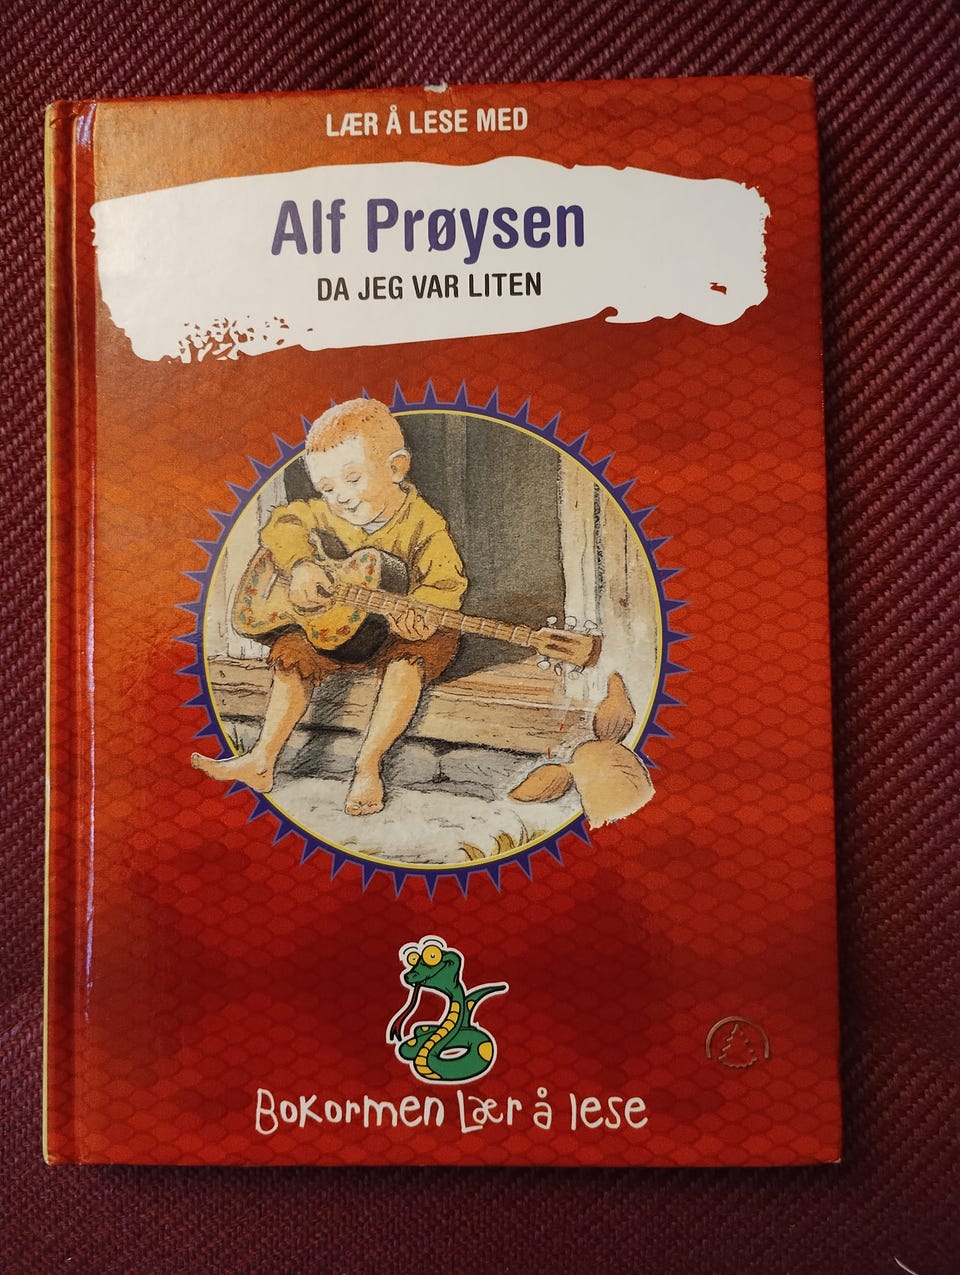 LÆR Å LESE MED
Alf Prøysen
DA JEG VAR LITEN
Bokormen Lær å lese